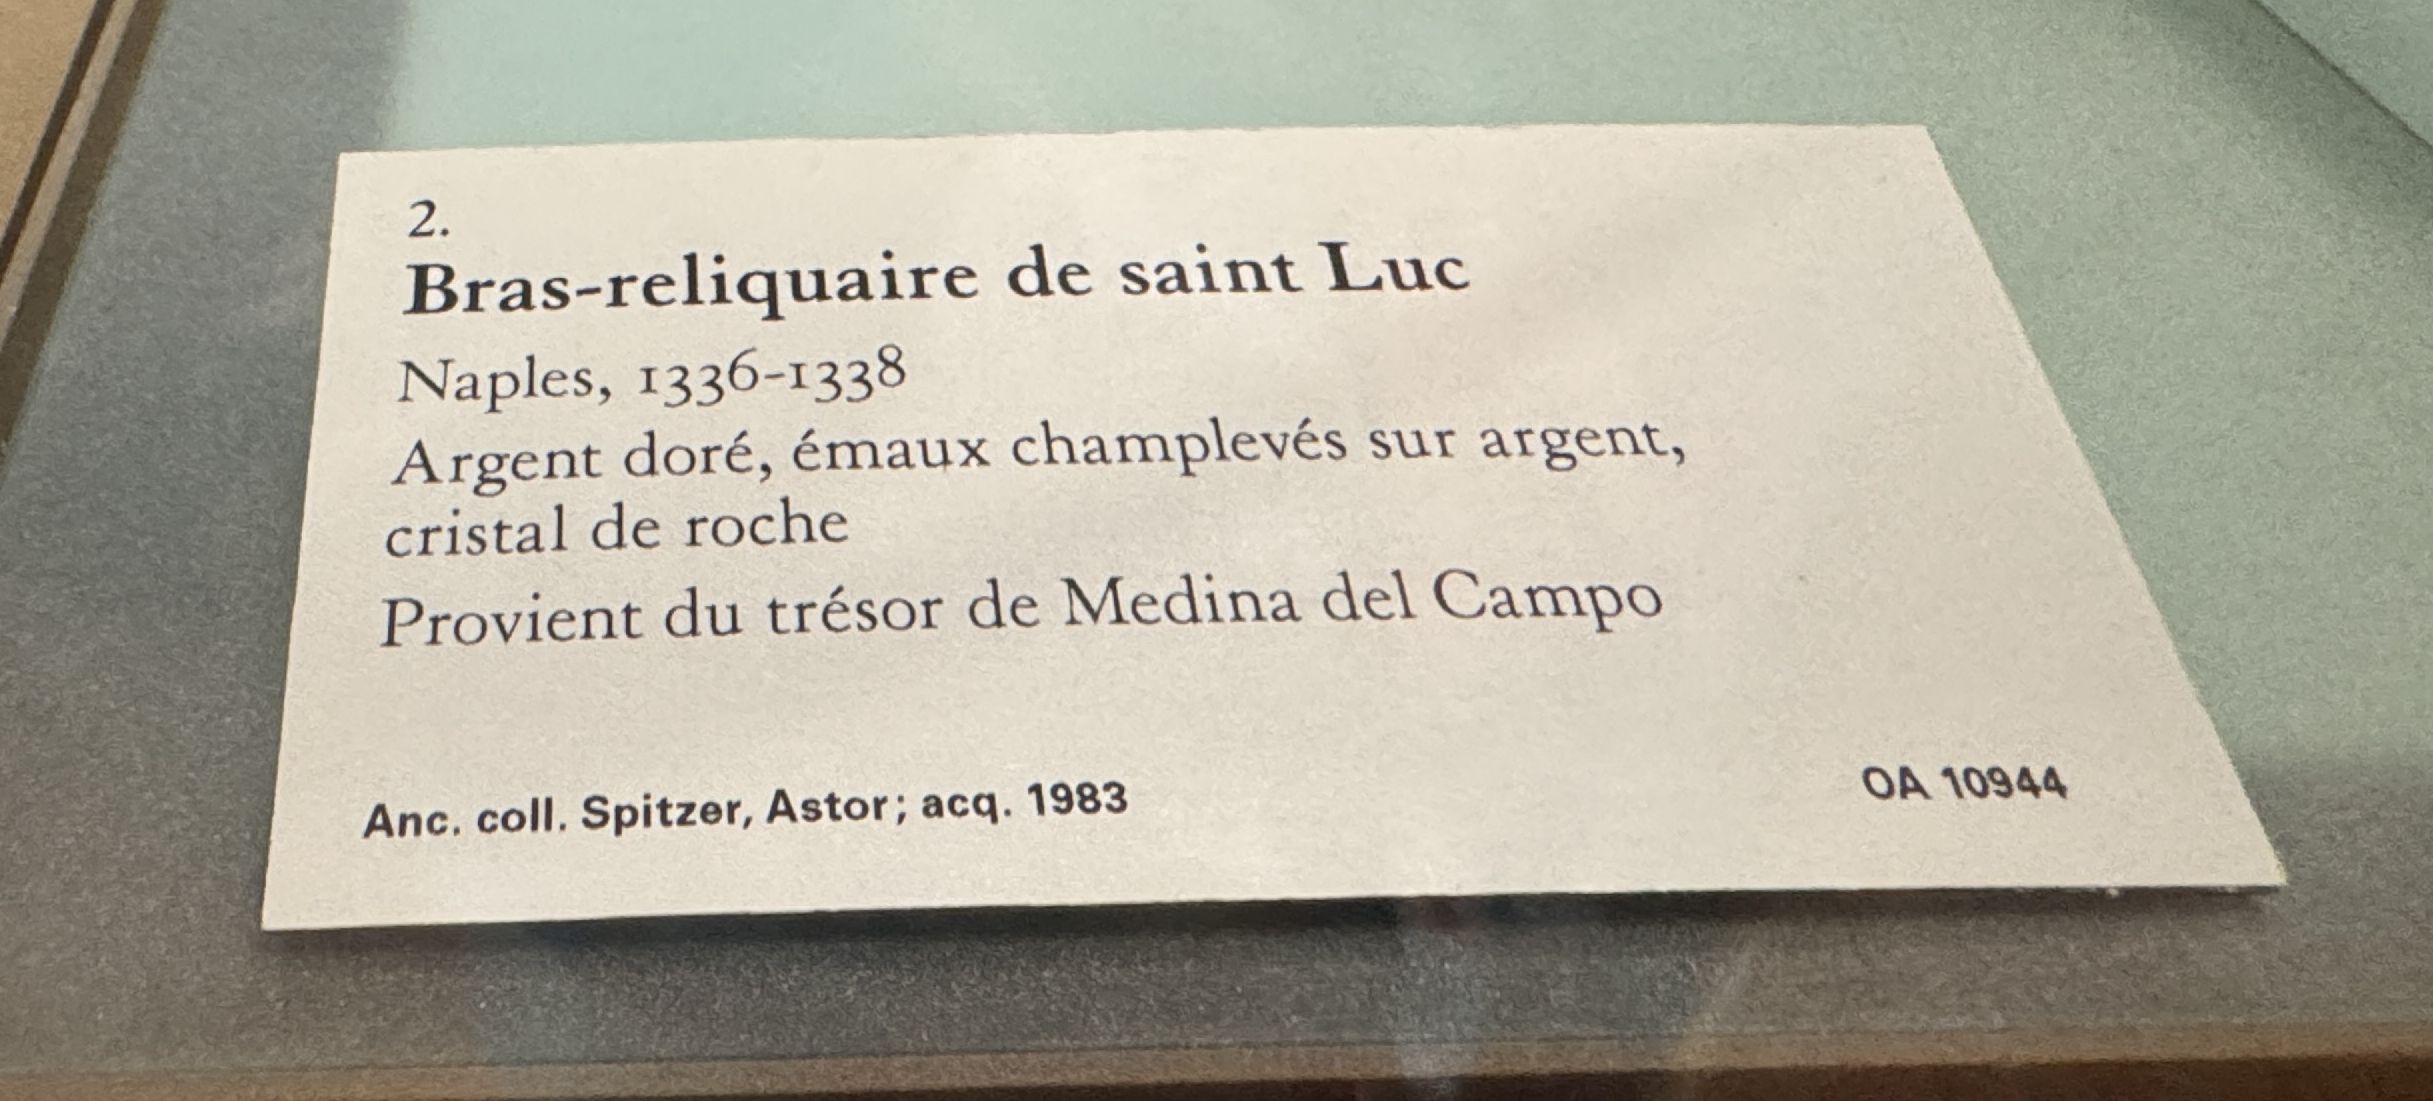 2.
Bras-reliquaire de saint Luc
Naples, 1336-1338
Argent doré, émaux champlevés sur argent,
cristal de roche
Provient du trésor de Medina del Campo
Anc. coll. Spitzer, Astor; acq. 1983
OA 10944